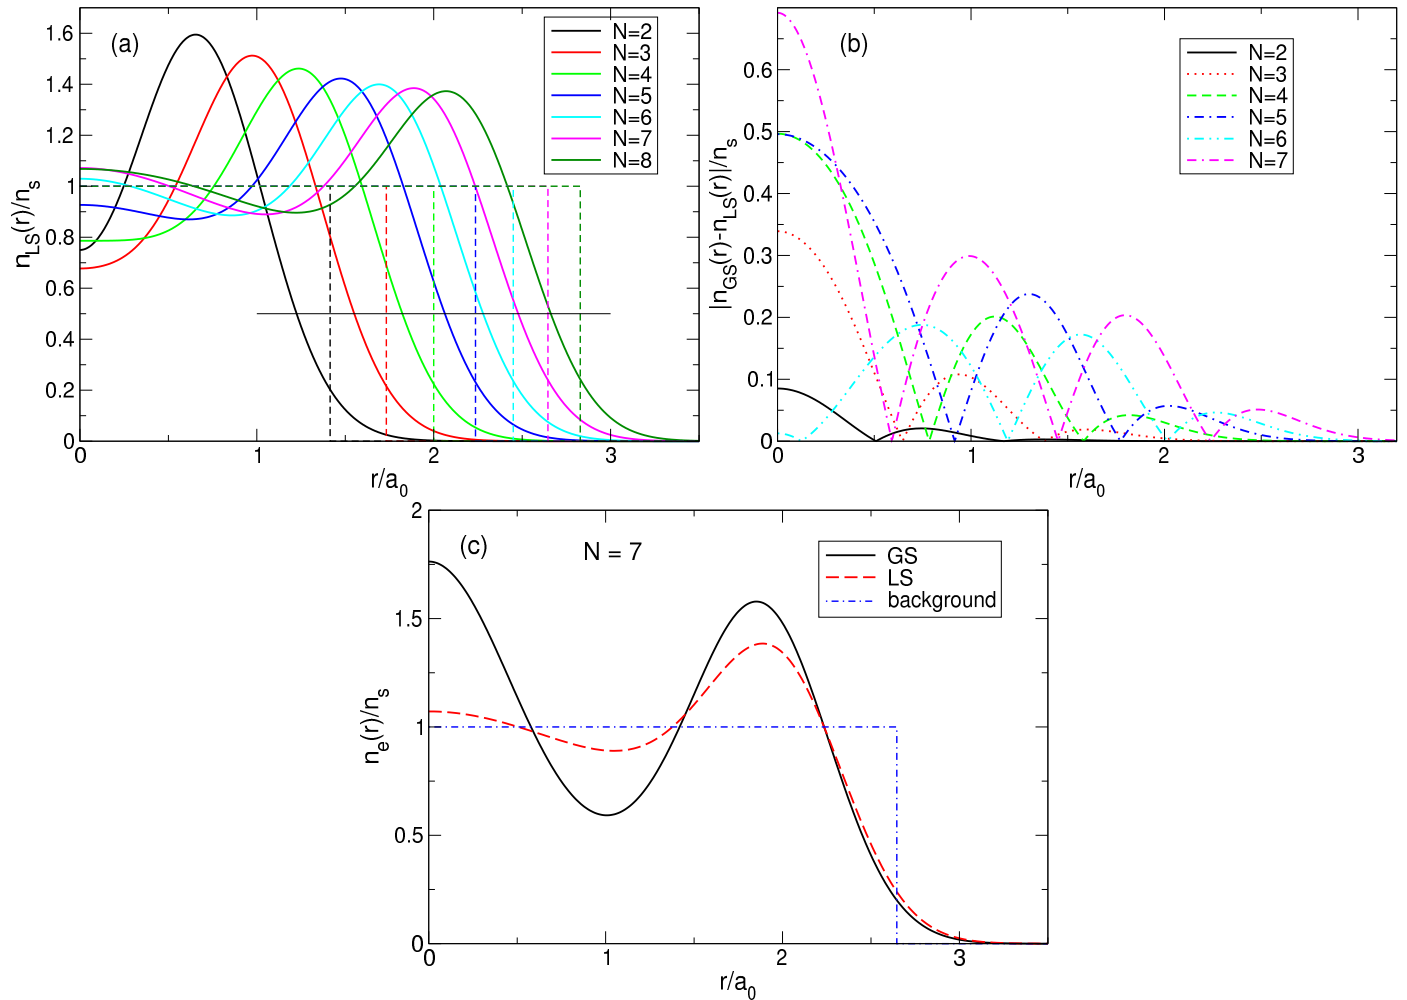 (a)
N=2
N=3
N=4
N=5
N=6
N=7
N=8
n_LS(r)/n_s
1.6
1.4
1.2
1
0.8
0.6
0.4
0.2
0
0 1 2 3
r/a_0
(b)
N=2
N=3
N=4
N=5
N=6
N=7
|n_GS(r)-n_LS(r)|/n_s
0.6
0.5
0.4
0.3
0.2
0.1
0
0 1 2 3
r/a_0
(c)
N = 7
GS
LS
background
n_e(r)/n_s
2
1.5
1
0.5
0
0 1 2 3
r/a_0